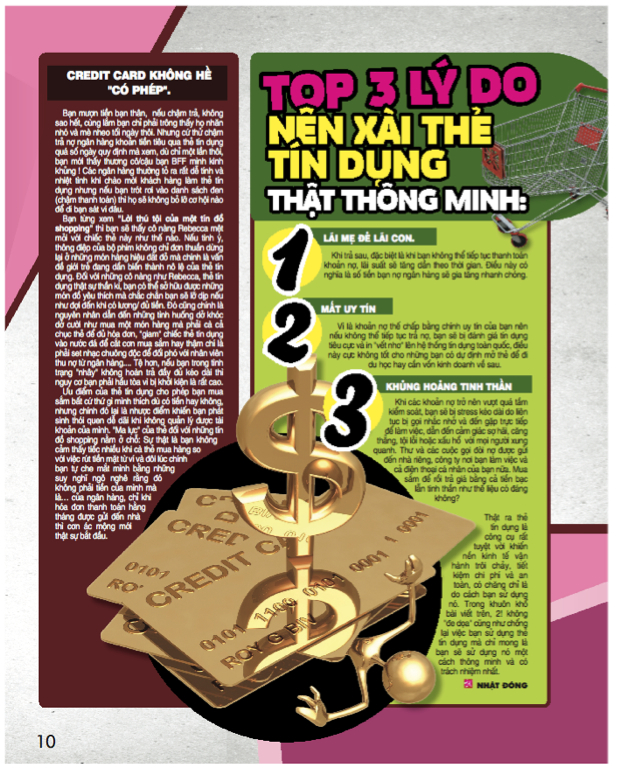 CREDIT CARD KHÔNG HỀ
"CÓ PHÉP".
Bạn mượn tiền bạn thân, nếu chậm trả, không
sao hết, cùng lắm bạn chỉ phải trông thấy họ nhăn
nhó và mè nheo tối ngày thôi. Nhưng cứ thử chậm
trả nợ ngân hàng khoản tiền tiêu qua thẻ tín dụng
quá số ngày quy định mà xem, dù chỉ một lần thôi,
bạn mới thấy thương cô/cậu bạn BFF mình kinh
khủng ! Các ngân hàng thường tỏ ra rất dễ tính và
nhiệt tình khi chào mời khách hàng làm thẻ tín
dụng nhưng nếu bạn trót rơi vào danh sách đen
(chậm thanh toán) thì họ sẽ không bỏ lỡ cơ hội nào
để đì bạn sát ví đâu.
Bạn từng xem "Lời thú tội của một tín đồ
shopping" thì bạn sẽ thấy cô nàng Rebecca mệt
mỏi với chiếc thẻ này như thế nào. Nếu tinh ý,
thông điệp của bộ phim không chỉ đơn thuần dừng
lại ở những món hàng hiệu đắt đỏ mà chính là vấn
đề giới trẻ đang dần biến thành nô lệ của thẻ tín
dụng. Đối với những cô nàng như Rebecca, thẻ tín
dụng thật sự thần kì, bạn có thể sở hữu được những
món đồ yêu thích mà chắc chắn bạn sẽ lỡ dịp nếu
như đợi đến khi có lương/ đủ tiền. Đó cũng chính là
nguyên nhân dẫn đến những tình huống dở khóc
dở cười như mua một món hàng mà phải cà cả
chục thẻ để đủ hóa đơn, "giam" chiếc thẻ tín dụng
vào nước đá để cắt cơn mua sắm hay thậm chí là
phải set nhạc chuông độc để đối phó với nhân viên
thu nợ từ ngân hàng,... Tệ hơn, nếu bạn trong tình
trạng "nhây" không hoàn trả đầy đủ kéo dài thì
nguy cơ bạn phải hầu tòa vì bị khởi kiện là rất cao.
Ưu điểm của thẻ tín dụng cho phép bạn mua
sắm bất cứ thứ gì mình thích dù có tiền hay không,
nhưng chính đó lại là nhược điểm khiến bạn phát
sinh thói quen dễ dãi khi không quản lý được tài
khoản của mình. "Ma lực" của thẻ đối với những tín
đồ shopping nằm ở chỗ: Sự thật là bạn không
cảm thấy tiếc nhiều khi cà thẻ mua hàng so
với việc rút tiền mặt từ ví và đôi lúc chính
bạn tự che mắt mình bằng những
suy nghĩ ngô nghê rằng đó
không phải tiền của mình mà
là... của ngân hàng, chỉ khi
hóa đơn thanh toán hằng
tháng được gửi đến nhà
thì cơn ác mộng mới
thật sự bắt đầu.
TOP 3 LÝ DO
NÊN XÀI THẺ
TÍN DỤNG
THẬT THÔNG MINH:
1
LÃI MẸ ĐẺ LÃI CON.
Khi trả sau, đặc biệt là khi bạn không thể tiếp tục thanh toán
khoản nợ, lãi suất sẽ tăng dần theo thời gian. Điều này có
nghĩa là số tiền bạn nợ ngân hàng sẽ gia tăng nhanh chóng.
2
MẤT UY TÍN
Vì là khoản nợ thế chấp bằng chính uy tín của bạn nên
nếu không thể tiếp tục trả nợ, bạn sẽ bị đánh giá tín dụng
tiêu cực và in "vết nhọ" lên hệ thống tín dụng toàn quốc, điều
này cực không tốt cho những bạn có dự định mở thẻ để đi
du học hay cần vốn kinh doanh về sau.
3
KHỦNG HOẢNG TINH THẦN
Khi các khoản nợ trở nên vượt quá tầm
kiểm soát, bạn sẽ bị stress kéo dài do liên
tục bị gọi nhắc nhở và đến gặp trực tiếp
để làm việc, dẫn đến cảm giác sợ hãi, căng
thẳng, tội lỗi hoặc xấu hổ với mọi người xung
quanh. Thư và các cuộc gọi đòi nợ được gửi
đến nhà riêng, công ty nơi bạn làm việc và
cả điện thoại cá nhân của bạn nữa. Mua
sắm để rồi trả giá bằng cả tiền bạc
lẫn tinh thần như thế liệu có đáng
không?
Thật ra thẻ
tín dụng là
công cụ rất
tuyệt vời khiến
nền kinh tế vận
hành trôi chảy, tiết
kiệm chi phí và an
toàn, có chăng chỉ là
do cách bạn sử dụng
nó. Trong khuôn khổ
bài viết trên, 2! không
"đe dọa" cũng như chống
lại việc bạn sử dụng thẻ
tín dụng mà chỉ mong là
bạn sẽ sử dụng nó một
cách thông minh và có
trách nhiệm nhất.
NHẬT ĐÔNG
CREDIT
0101
CREDIT CA
0001 1 0001
0101 1100 0101 0001 1
ROY G BIV
10